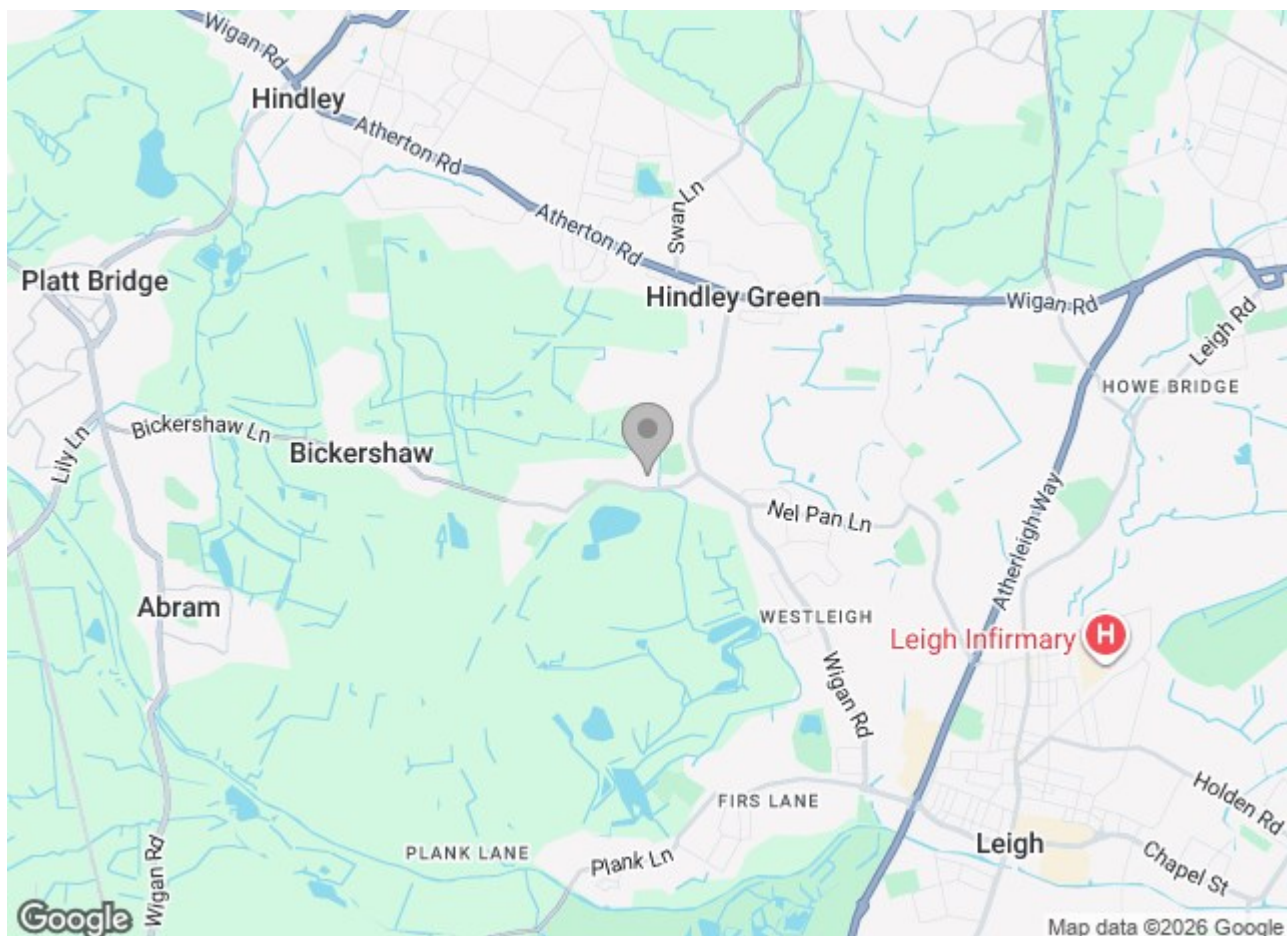 Wigan Rd
Hindley
Atherton Rd
Swan Ln
Atherton Rd
Platt Bridge
Hindley Green
Wigan Rd
Leigh Rd
HOWE BRIDGE
Bickershaw Ln
Lily Ln
Bickershaw
Nel Pan Ln
Atherleigh Way
Abram
WESTLEIGH
Leigh Infirmary
H
Wigan Rd
Holden Rd
FIRS LANE
Leigh
PLANK LANE
Plank Ln
Chapel St
Wigan Rd
Google
Map data ©2026 Google